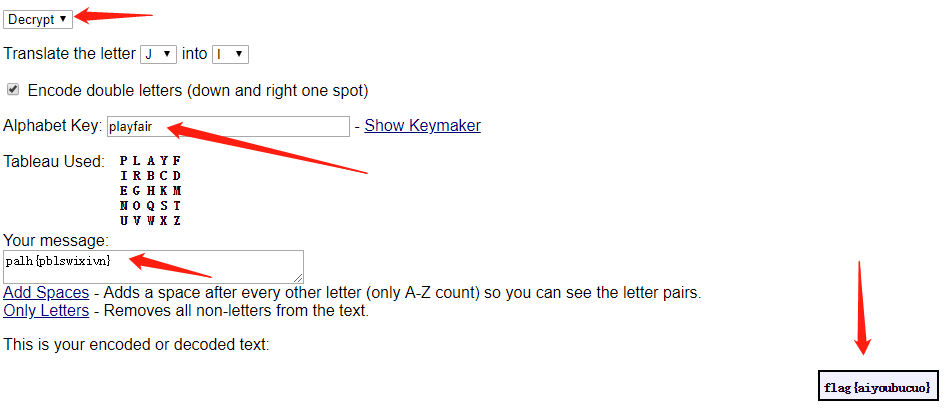 Decrypt ▼
Translate the letter J ▼ into I ▼
Encode double letters (down and right one spot)
Alphabet Key: playfair - Show Keymaker
Tableau Used: P L A Y F
I R B C D
E G H K M
N O Q S T
U V W X Z
Your message:
palh{pblswixivn}
Add Spaces - Adds a space after every other letter (only A-Z count) so you can see the letter pairs.
Only Letters - Removes all non-letters from the text.
This is your encoded or decoded text:
flag{aiyoubucuo}